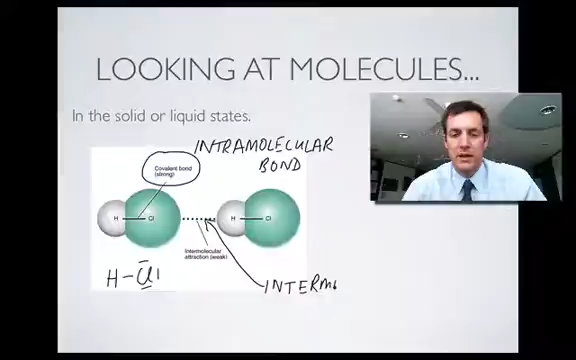 LOOKING AT MOLECULES...
In the solid or liquid states.
INTRAMOLECULAR
BOND
Covalent bond
(strong)
H Cl H Cl
Intermolecular
attraction (weak)
H-Cl
INTERM